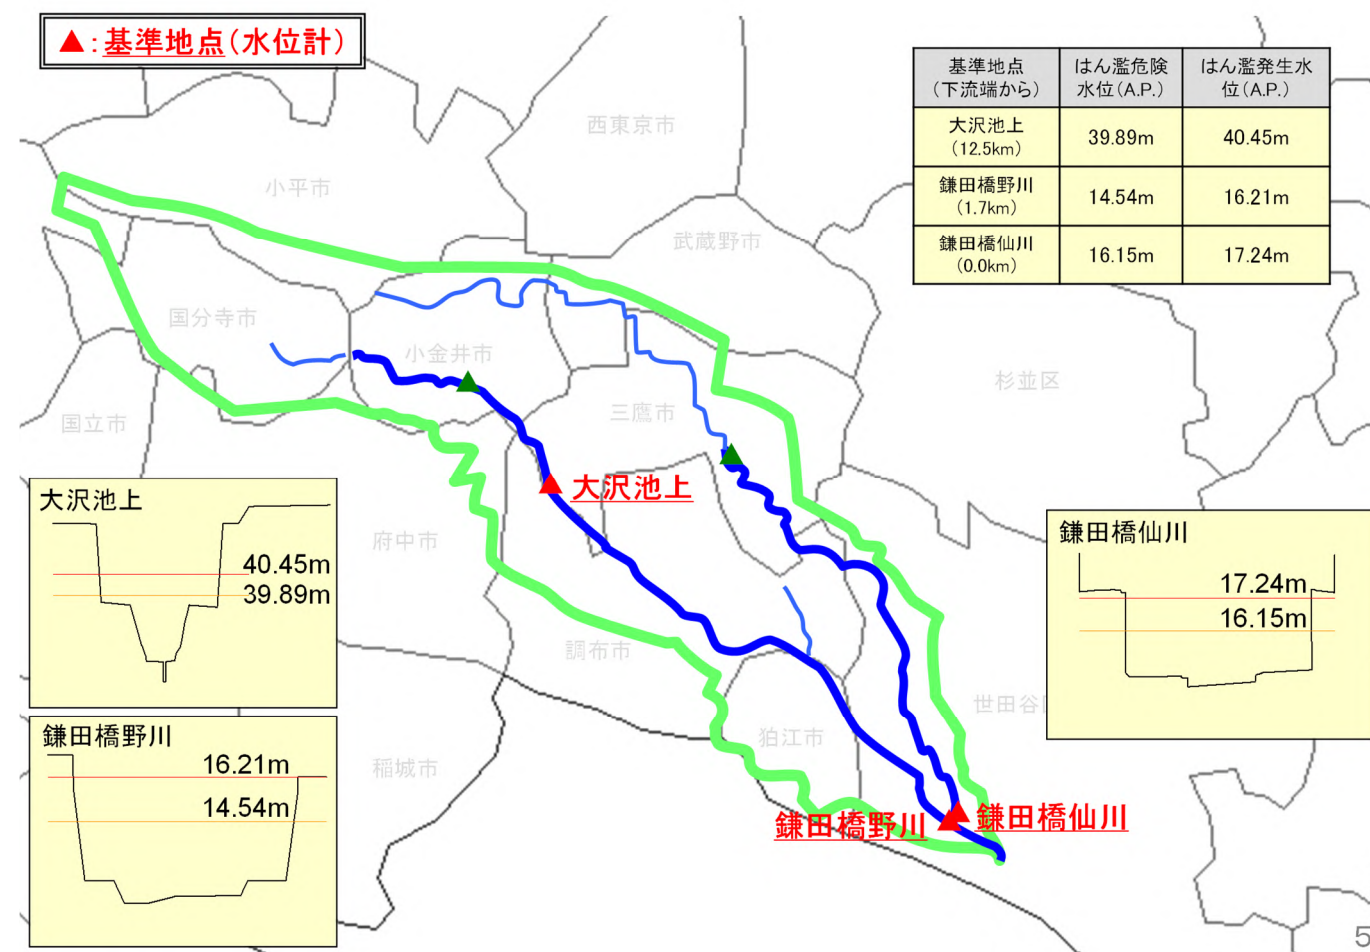 ▲:基準地点(水位計)
基準地点
(下流端から)
はん濫危険
水位(A.P.)
はん濫発生水
位(A.P.)
大沢池上
(12.5km)
39.89m
40.45m
鎌田橋野川
(1.7km)
14.54m
16.21m
鎌田橋仙川
(0.0km)
16.15m
17.24m
西東京市
小平市
武蔵野市
国分寺市
小金井市
杉並区
三鷹市
国立市
大沢池上
府中市
調布市
世田谷区
狛江市
稲城市
鎌田橋野川
鎌田橋仙川
大沢池上
40.45m
39.89m
鎌田橋野川
16.21m
14.54m
鎌田橋仙川
17.24m
16.15m
5